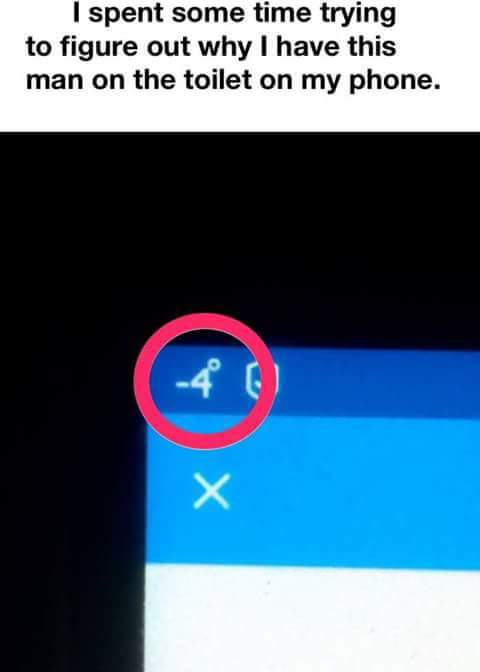 I spent some time trying
to figure out why I have this
man on the toilet on my phone.
-4°